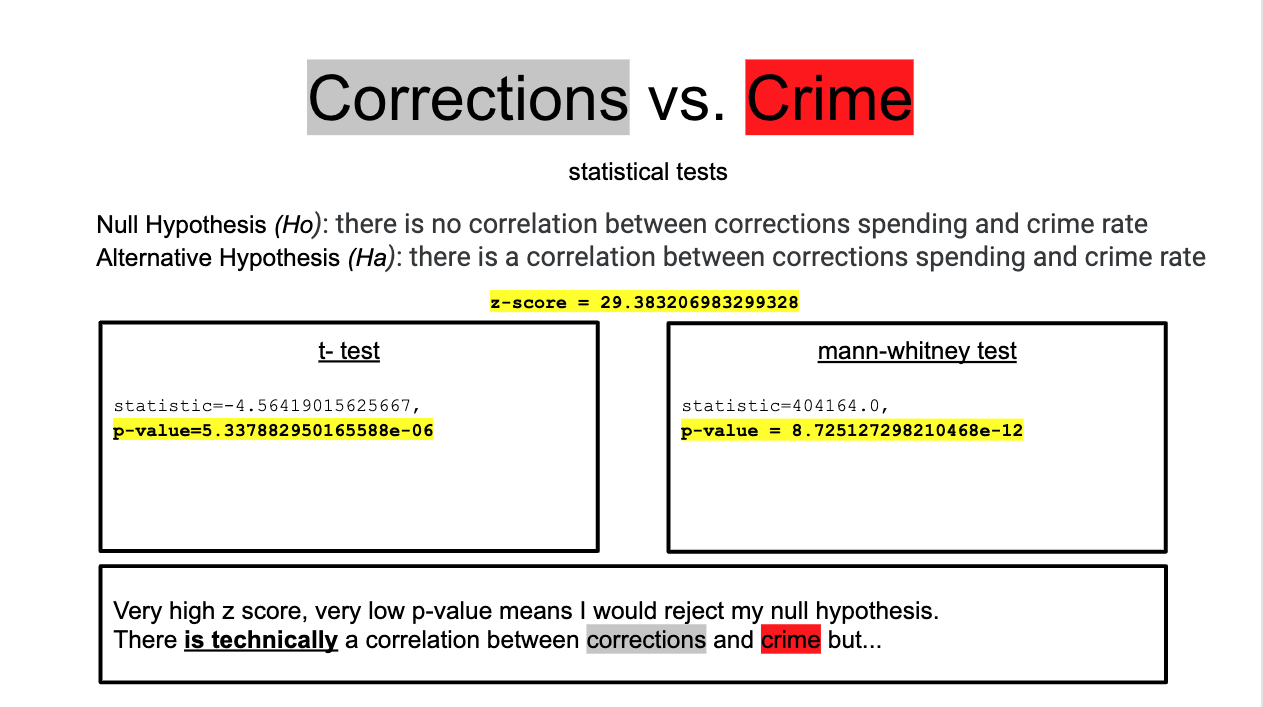 Corrections vs. Crime
statistical tests
Null Hypothesis (Ho): there is no correlation between corrections spending and crime rate
Alternative Hypothesis (Ha): there is a correlation between corrections spending and crime rate
z-score = 29.383206983299328
t- test
statistic=-4.56419015625667,
p-value=5.337882950165588e-06
mann-whitney test
statistic=404164.0,
p-value = 8.725127298210468e-12
Very high z score, very low p-value means I would reject my null hypothesis.
There is technically a correlation between corrections and crime but...